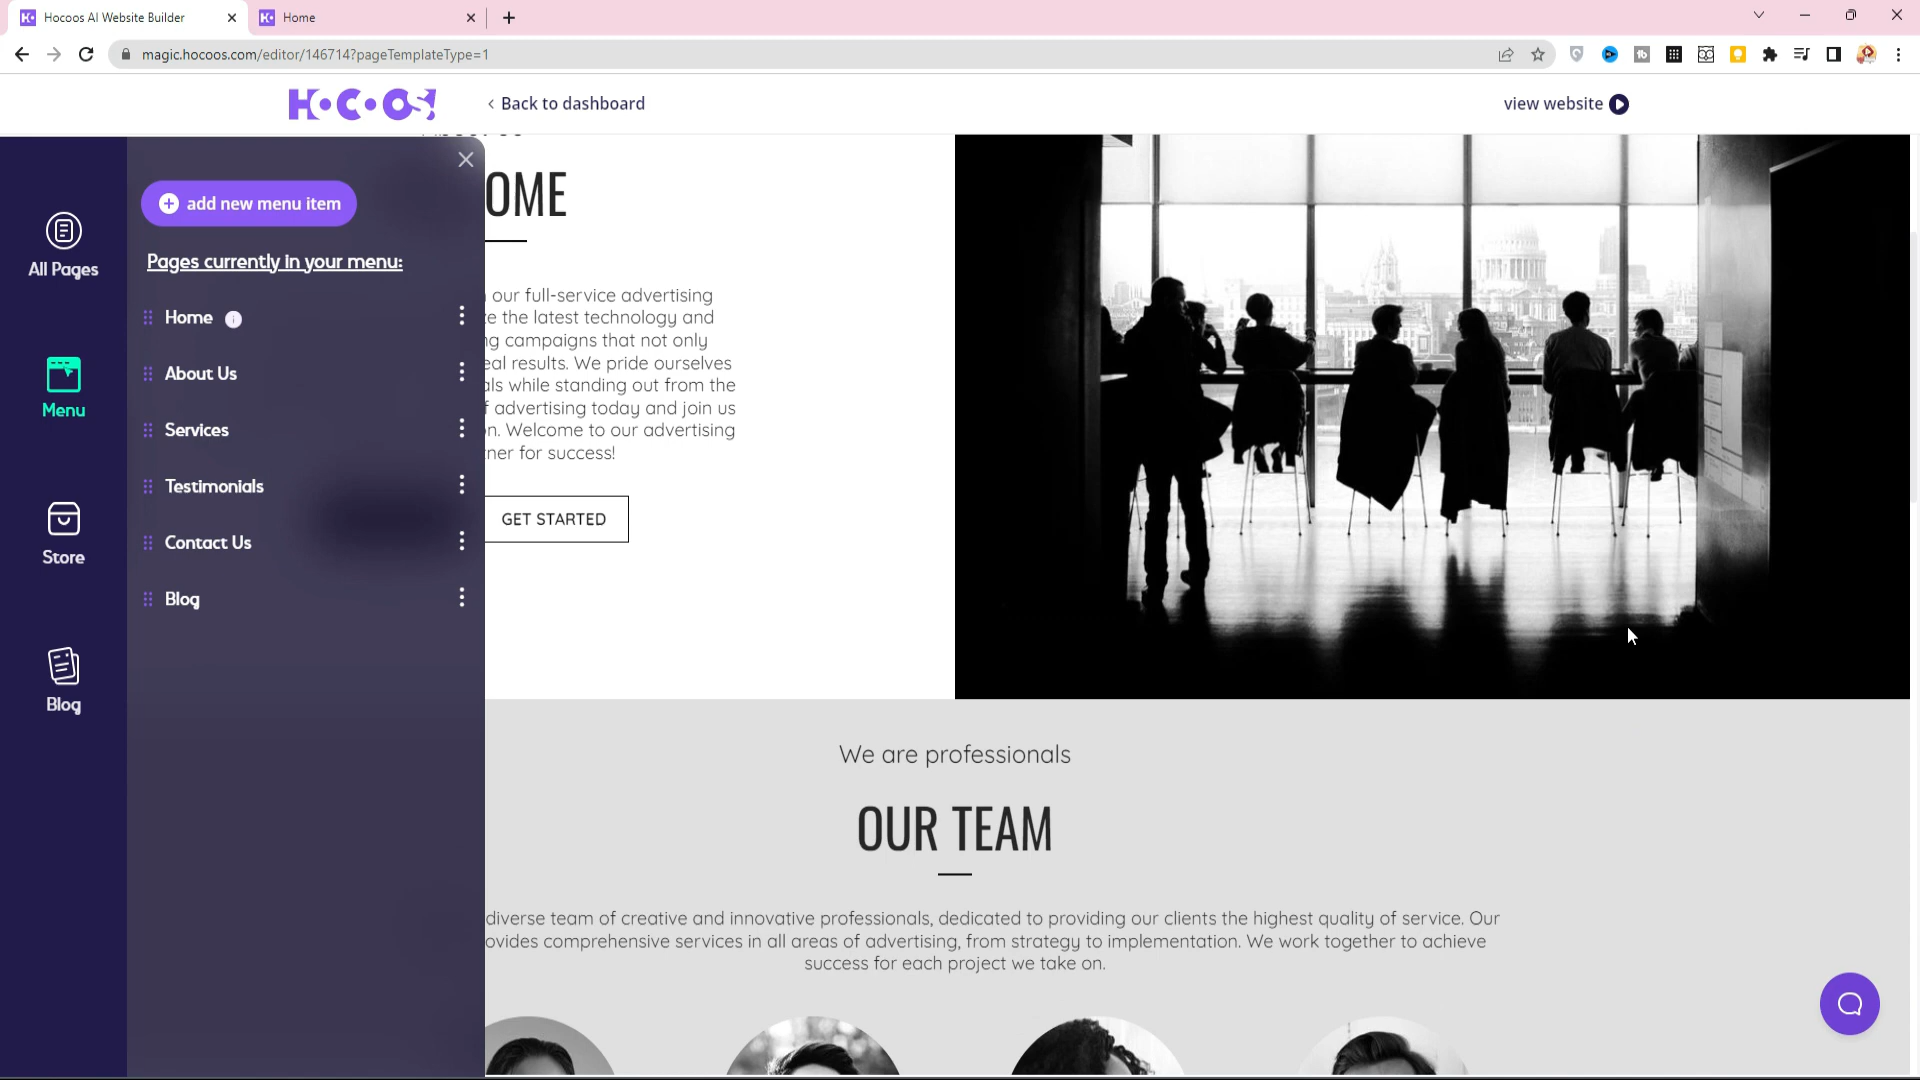 Hocoos AI Website Builder
Home
magic.hocoos.com/editor/146714?pageTemplateType=1
HOCOOS
Back to dashboard
view website
add new menu item
Pages currently in your menu:
Home
About Us
Services
Testimonials
Contact Us
Blog
All Pages
Menu
Store
Blog
OME
our full-service advertising
the latest technology and
campaigns that not only
results. We pride ourselves
while standing out from the
advertising today and join us
Welcome to our advertising
for success!
GET STARTED
We are professionals
OUR TEAM
diverse team of creative and innovative professionals, dedicated to providing our clients the highest quality of service. Our
ovides comprehensive services in all areas of advertising, from strategy to implementation. We work together to achieve
success for each project we take on.